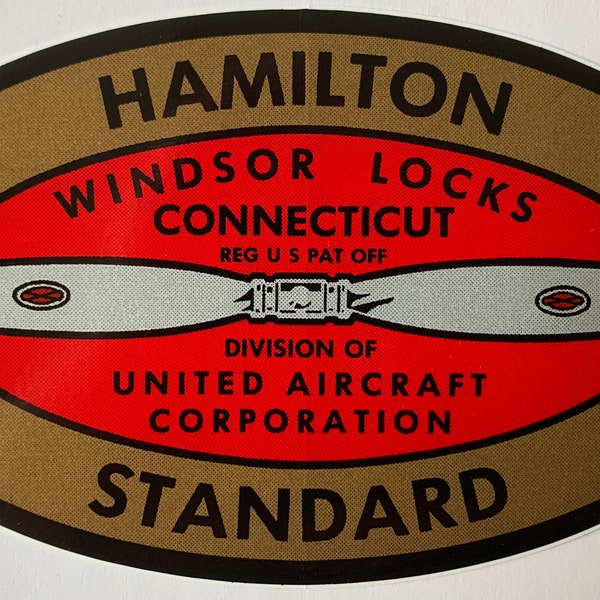 HAMILTON
WINDSOR LOCKS
CONNECTICUT
REG U S PAT OFF
DIVISION OF
UNITED AIRCRAFT
CORPORATION
STANDARD